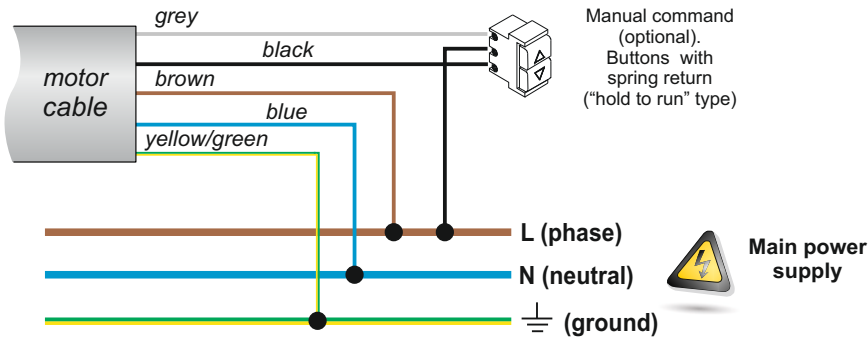 grey
black
brown
blue
yellow/green
motor
cable
Manual command
(optional).
Buttons with
spring return
(“hold to run” type)
L (phase)
N (neutral)
(ground)
Main power
supply